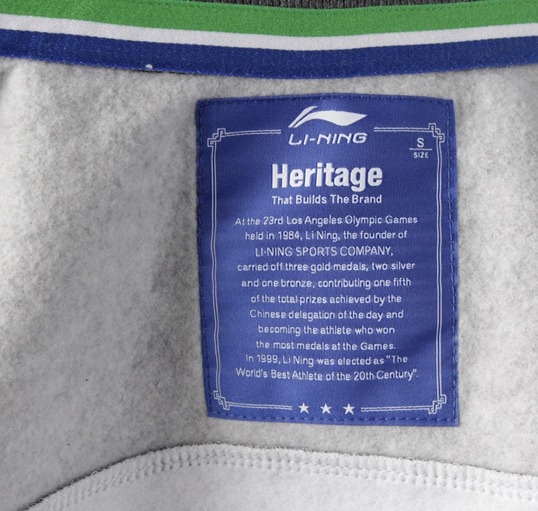 LI-NING
S
SIZE
Heritage
That Builds The Brand
At the 23rd Los Angeles Olympic Games
held in 1984, Li Ning, the founder of
LI-NING SPORTS COMPANY,
carried off three gold medals, two silver
and one bronze, contributing one fifth
of the total prizes achieved by the
Chinese delegation of the day and
becoming the athlete who won
the most medals at the Games.
In 1999, Li Ning was elected as "The
World's Best Athlete of the 20th Century".